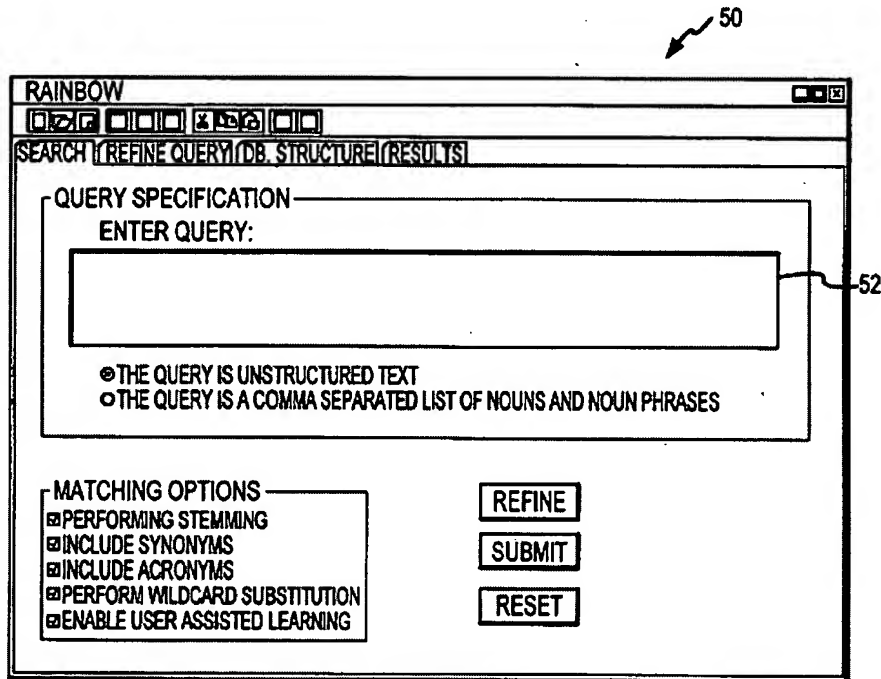 50
RAINBOW
SEARCH REFINE QUERY DB. STRUCTURE RESULTS
QUERY SPECIFICATION
ENTER QUERY:
52
THE QUERY IS UNSTRUCTURED TEXT
THE QUERY IS A COMMA SEPARATED LIST OF NOUNS AND NOUN PHRASES
MATCHING OPTIONS
PERFORMING STEMMING
INCLUDE SYNONYMS
INCLUDE ACRONYMS
PERFORM WILDCARD SUBSTITUTION
ENABLE USER ASSISTED LEARNING
REFINE
SUBMIT
RESET